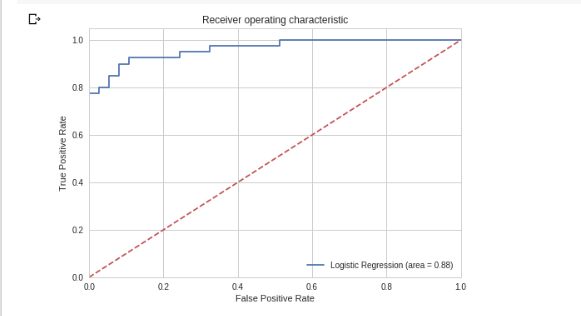 Receiver operating characteristic
1.0
0.8
0.6
0.4
0.2
0.0
True Positive Rate
Logistic Regression (area = 0.88)
0.0 0.2 0.4 0.6 0.8 1.0
False Positive Rate